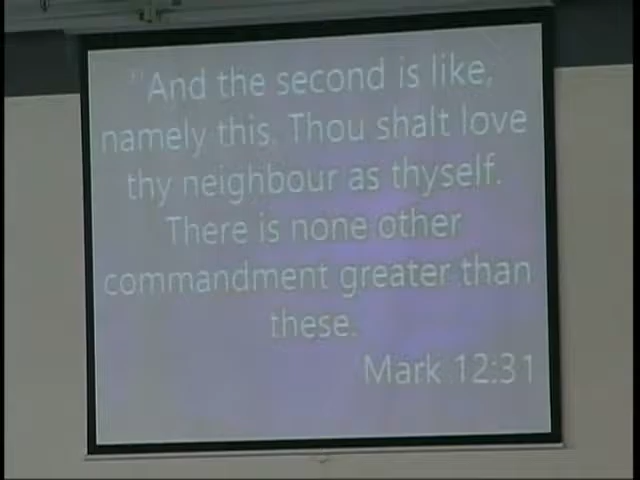 "And the second is like,
namely this, Thou shalt love
thy neighbour as thyself.
There is none other
commandment greater than
these.
Mark 12:31